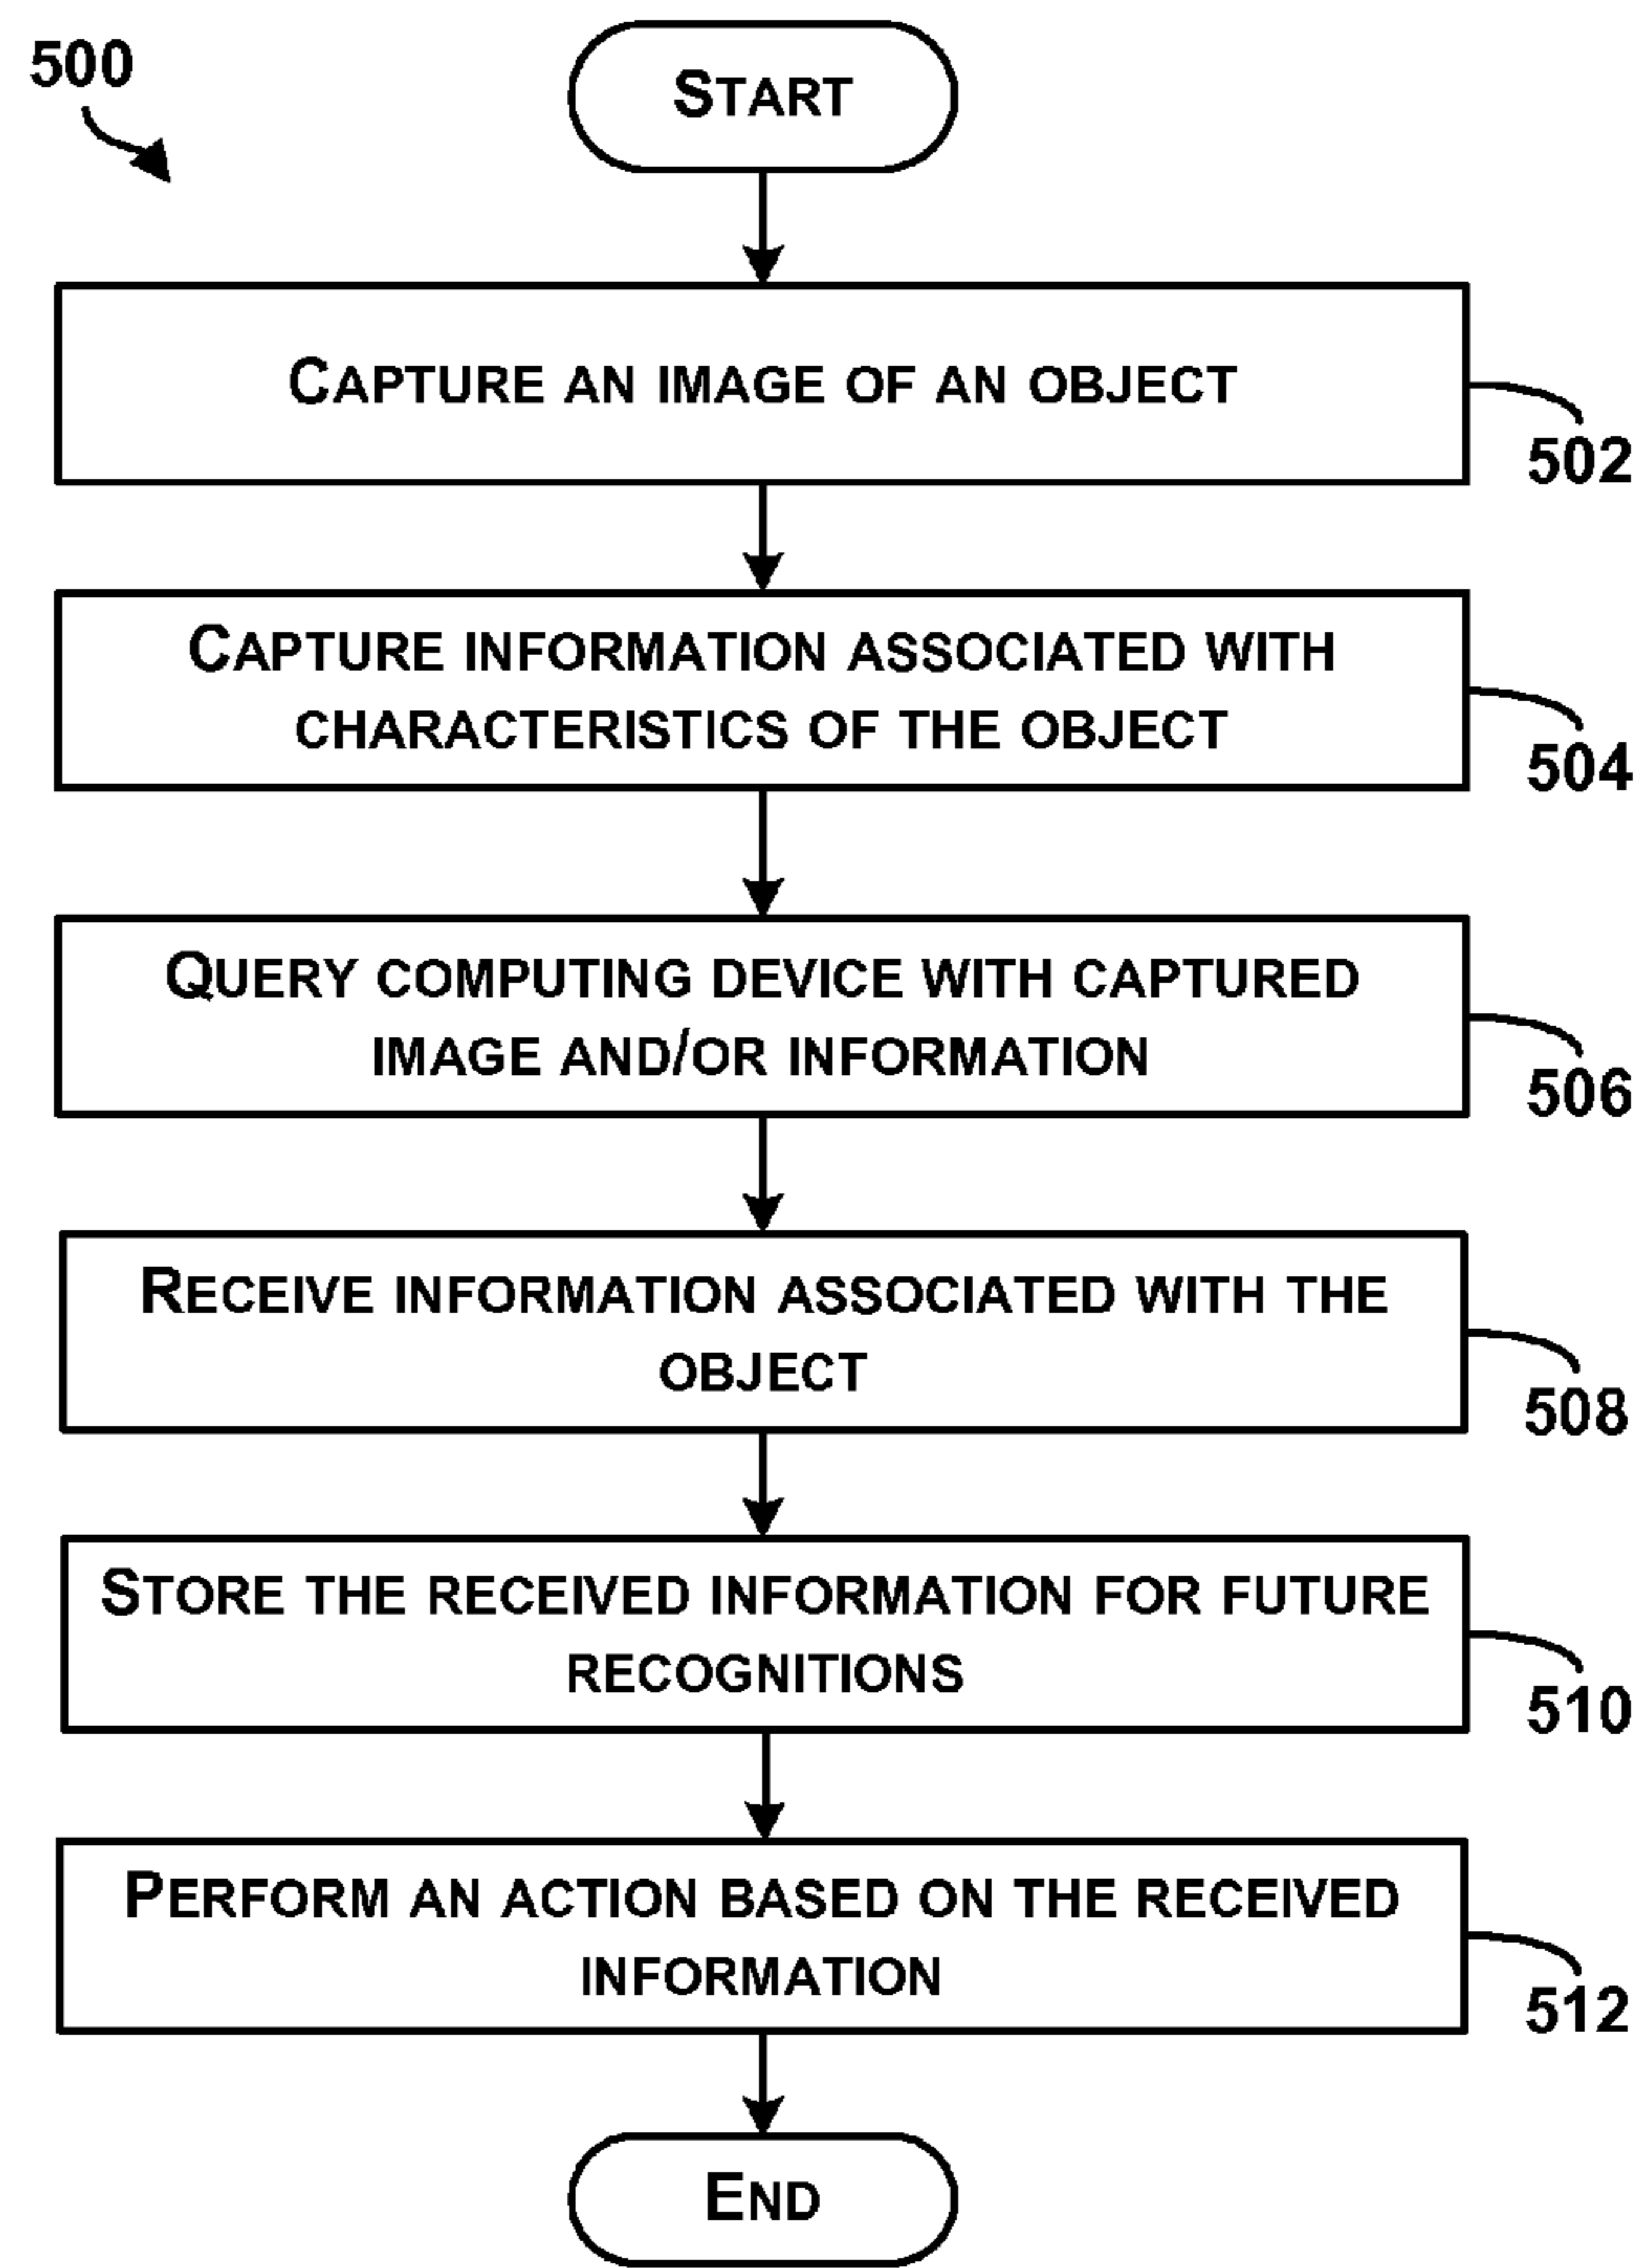 500
START
CAPTURE AN IMAGE OF AN OBJECT
502
CAPTURE INFORMATION ASSOCIATED WITH
CHARACTERISTICS OF THE OBJECT
504
QUERY COMPUTING DEVICE WITH CAPTURED
IMAGE AND/OR INFORMATION
506
RECEIVE INFORMATION ASSOCIATED WITH THE
OBJECT
508
STORE THE RECEIVED INFORMATION FOR FUTURE
RECOGNITIONS
510
PERFORM AN ACTION BASED ON THE RECEIVED
INFORMATION
512
END